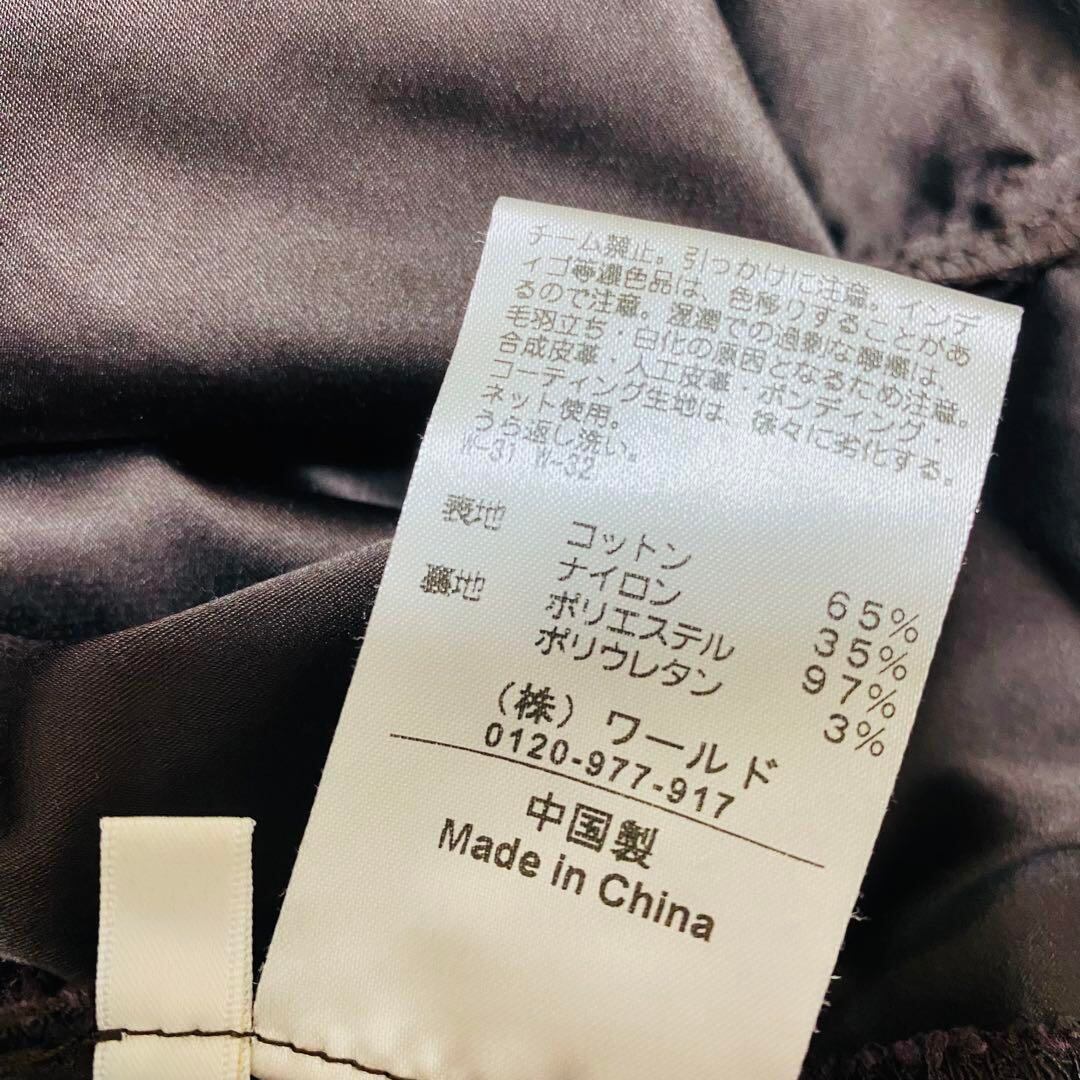 チーム禁止。引っかけに注意。インデ
ィゴ等濃色品は、色移りすることがあ
るので注意。湿潤での過剰な摩擦は、
毛羽立ち・白化の原因となるため注意。
合成皮革・人工皮革・ボンディング・
コーティング生地は、徐々に劣化する。
ネット使用。
うち返し洗い。
W-31 W-32
表地 コットン 65%
ナイロン 35%
裏地 ポリエステル 97%
ポリウレタン 3%
(株) ワールド
0120-977-917
中国製
Made in China